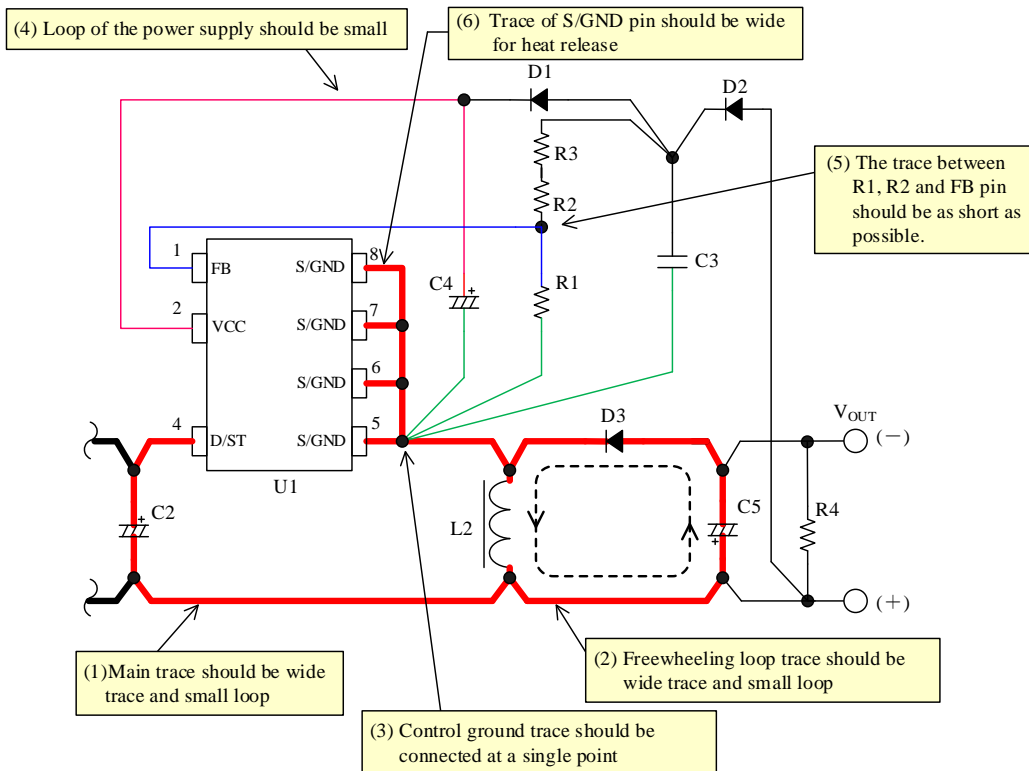 (4) Loop of the power supply should be small
(6) Trace of S/GND pin should be wide
for heat release
D1
D2
R3
R2
(5) The trace between
R1, R2 and FB pin
should be as short as
possible.
1
FB
S/GND
8
C4
R1
C3
2
VCC
S/GND
7
S/GND
6
4
D/ST
S/GND
5
U1
D3
VOUT
(-)
C2
L2
C5
R4
(+)
(1)Main trace should be wide
trace and small loop
(2) Freewheeling loop trace should be
wide trace and small loop
(3) Control ground trace should be
connected at a single point